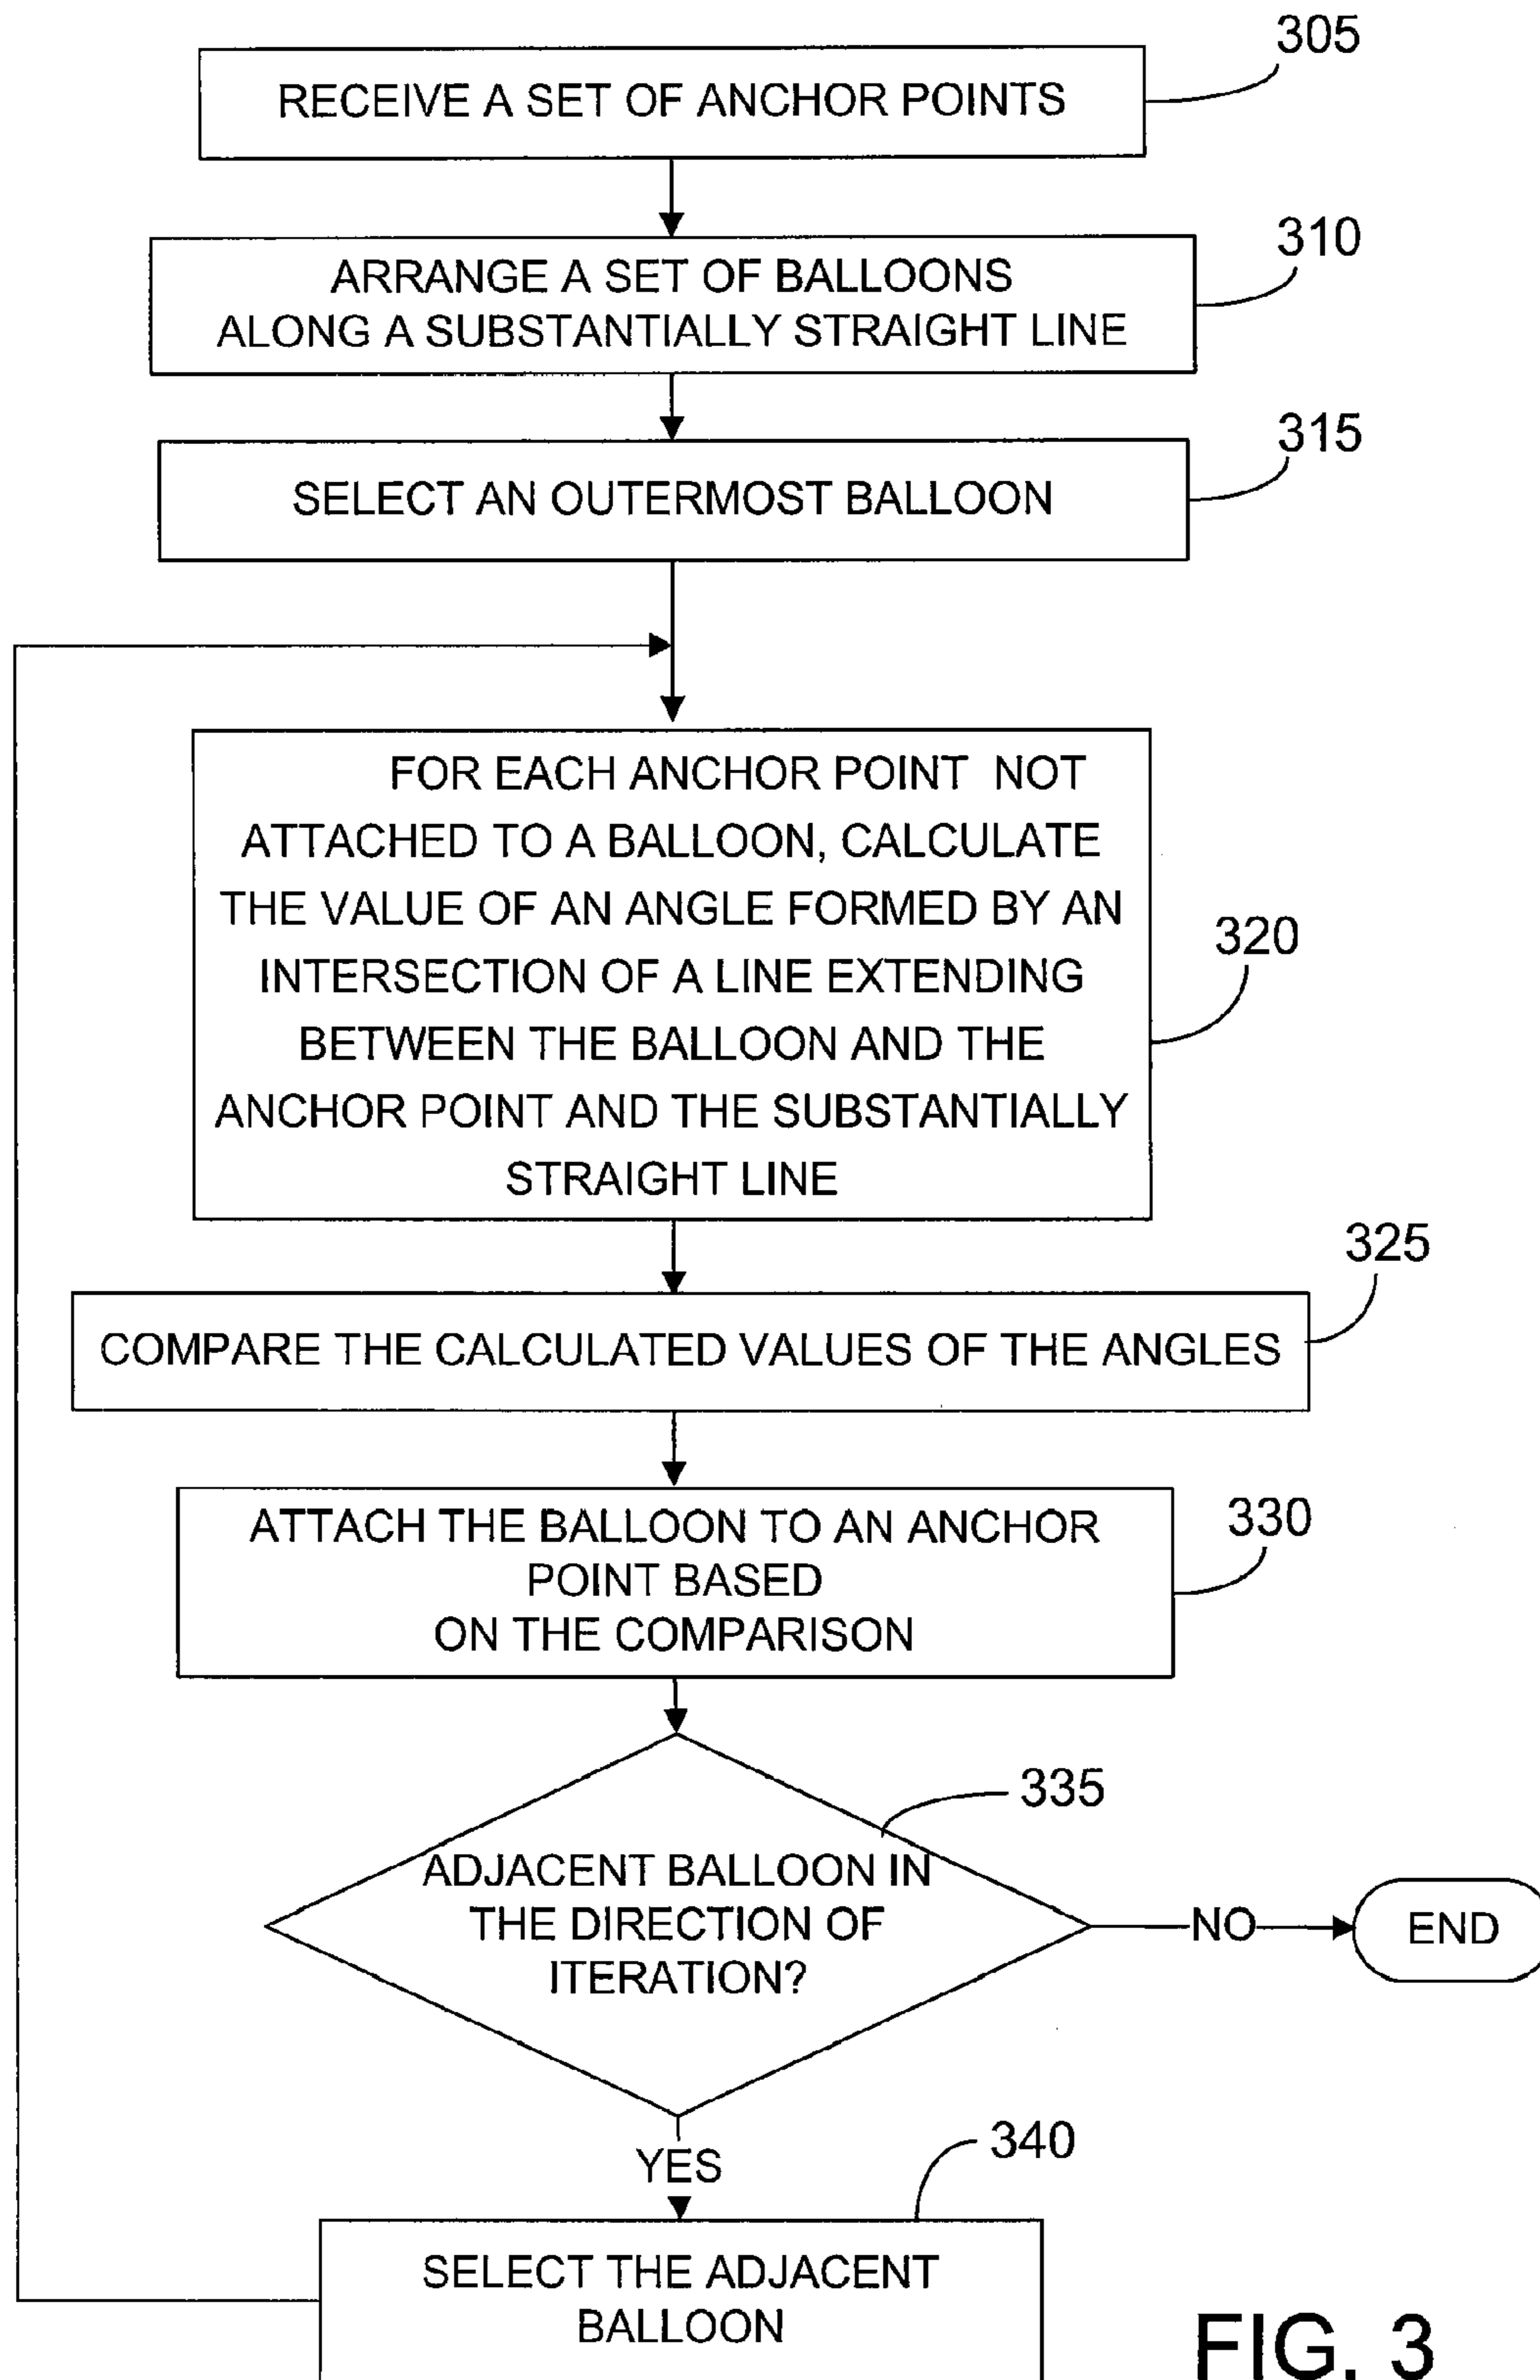 305
RECEIVE A SET OF ANCHOR POINTS
310
ARRANGE A SET OF BALLOONS
ALONG A SUBSTANTIALLY STRAIGHT LINE
315
SELECT AN OUTERMOST BALLOON
FOR EACH ANCHOR POINT NOT
ATTACHED TO A BALLOON, CALCULATE
THE VALUE OF AN ANGLE FORMED BY AN
INTERSECTION OF A LINE EXTENDING
BETWEEN THE BALLOON AND THE
ANCHOR POINT AND THE SUBSTANTIALLY
STRAIGHT LINE
320
325
COMPARE THE CALCULATED VALUES OF THE ANGLES
330
ATTACH THE BALLOON TO AN ANCHOR
POINT BASED
ON THE COMPARISON
335
ADJACENT BALLOON IN
THE DIRECTION OF
ITERATION?
NO
END
YES
340
SELECT THE ADJACENT
BALLOON
FIG. 3